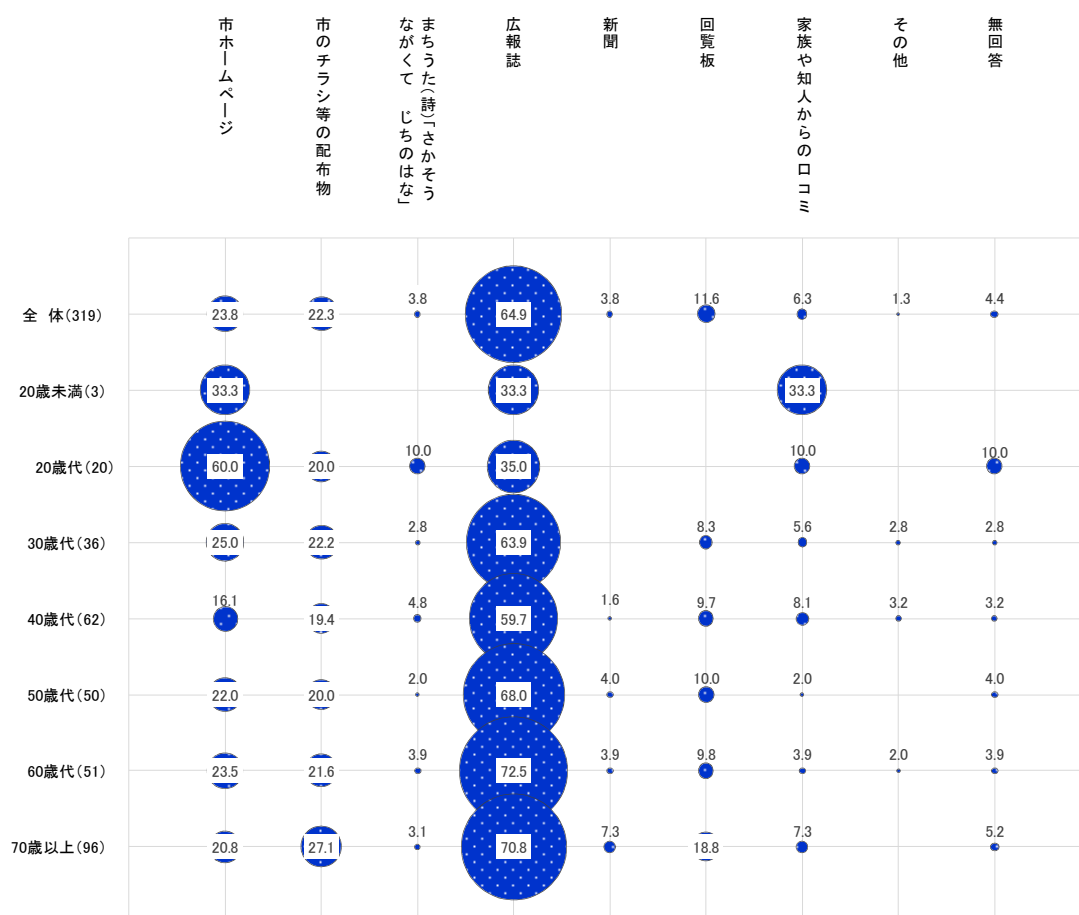 市ホームページ
市のチラシ等の配布物
まちうた（詩）「さかそう
ながくて　じちのはな」
広報誌
新聞
回覧板
家族や知人からの口コミ
その他
無回答
全 体（319） 23.8 22.3 3.8 64.9 3.8 11.6 6.3 1.3 4.4
20歳未満（3） 33.3 33.3 33.3
20歳代（20） 60.0 20.0 10.0 35.0 10.0 10.0
30歳代（36） 25.0 22.2 2.8 63.9 8.3 5.6 2.8 2.8
40歳代（62） 16.1 19.4 4.8 59.7 1.6 9.7 8.1 3.2 3.2
50歳代（50） 22.0 20.0 2.0 68.0 4.0 10.0 2.0 4.0
60歳代（51） 23.5 21.6 3.9 72.5 3.9 9.8 3.9 2.0 3.9
70歳以上（96） 20.8 27.1 3.1 70.8 7.3 18.8 7.3 5.2